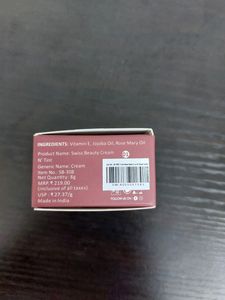 INGREDIENTS: Vitamin E, Jojoba Oil, Rose Mary Oil
Product Name: Swiss Beauty Cream
N' Tint
Generic Name: Cream
Item No.: SB-308
Net Quantity: 8g
MRP ₹ 219.00
(Inclusive of all taxes)
USP : ₹ 27.37/g
Made in India